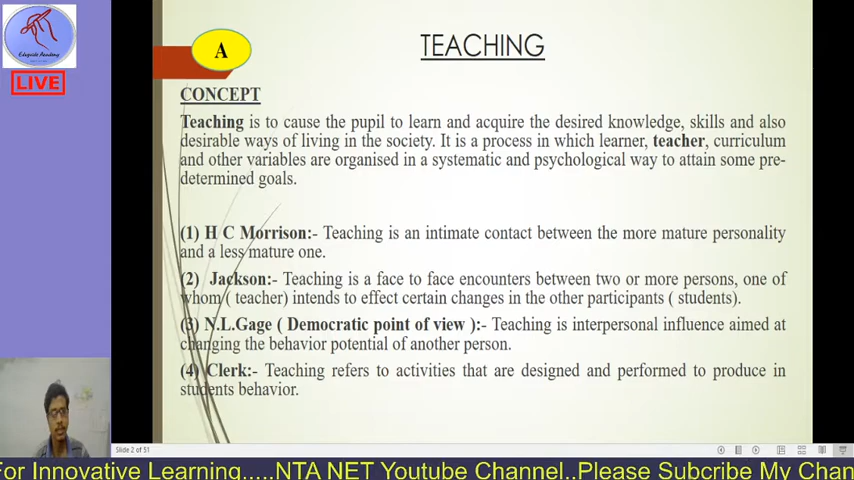 Eduguide Academy
LIVE
A
TEACHING
CONCEPT
Teaching is to cause the pupil to learn and acquire the desired knowledge, skills and also
desirable ways of living in the society. It is a process in which learner, teacher, curriculum
and other variables are organised in a systematic and psychological way to attain some pre-
determined goals.
(1) H C Morrison:- Teaching is an intimate contact between the more mature personality
and a less mature one.
(2) Jackson:- Teaching is a face to face encounters between two or more persons, one of
whom ( teacher) intends to effect certain changes in the other participants ( students).
(3) N.L.Gage ( Democratic point of view ):- Teaching is interpersonal influence aimed at
changing the behavior potential of another person.
(4) Clerk:- Teaching refers to activities that are designed and performed to produce in
students behavior.
Slide 2 of 51
For Innovative Learning.....NTA NET Youtube Channel..Please Subcribe My Chan